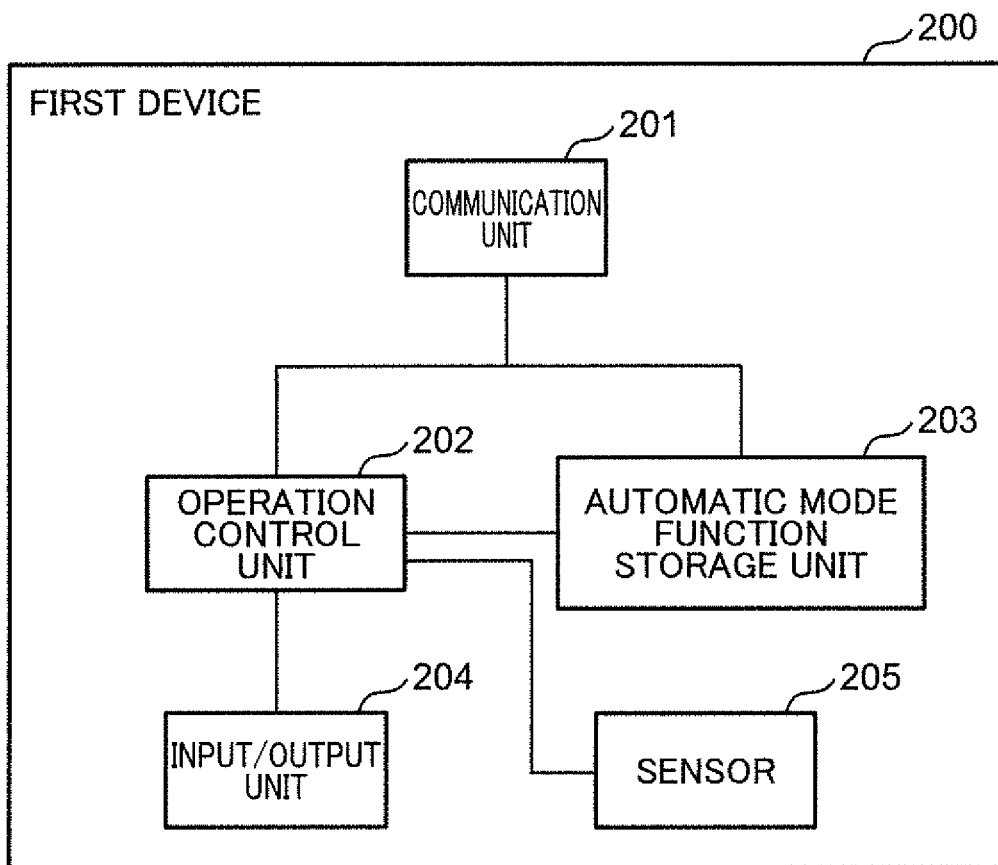 200
FIRST DEVICE
201
COMMUNICATION
UNIT
202
OPERATION
CONTROL
UNIT
203
AUTOMATIC MODE
FUNCTION
STORAGE UNIT
204
INPUT/OUTPUT
UNIT
205
SENSOR